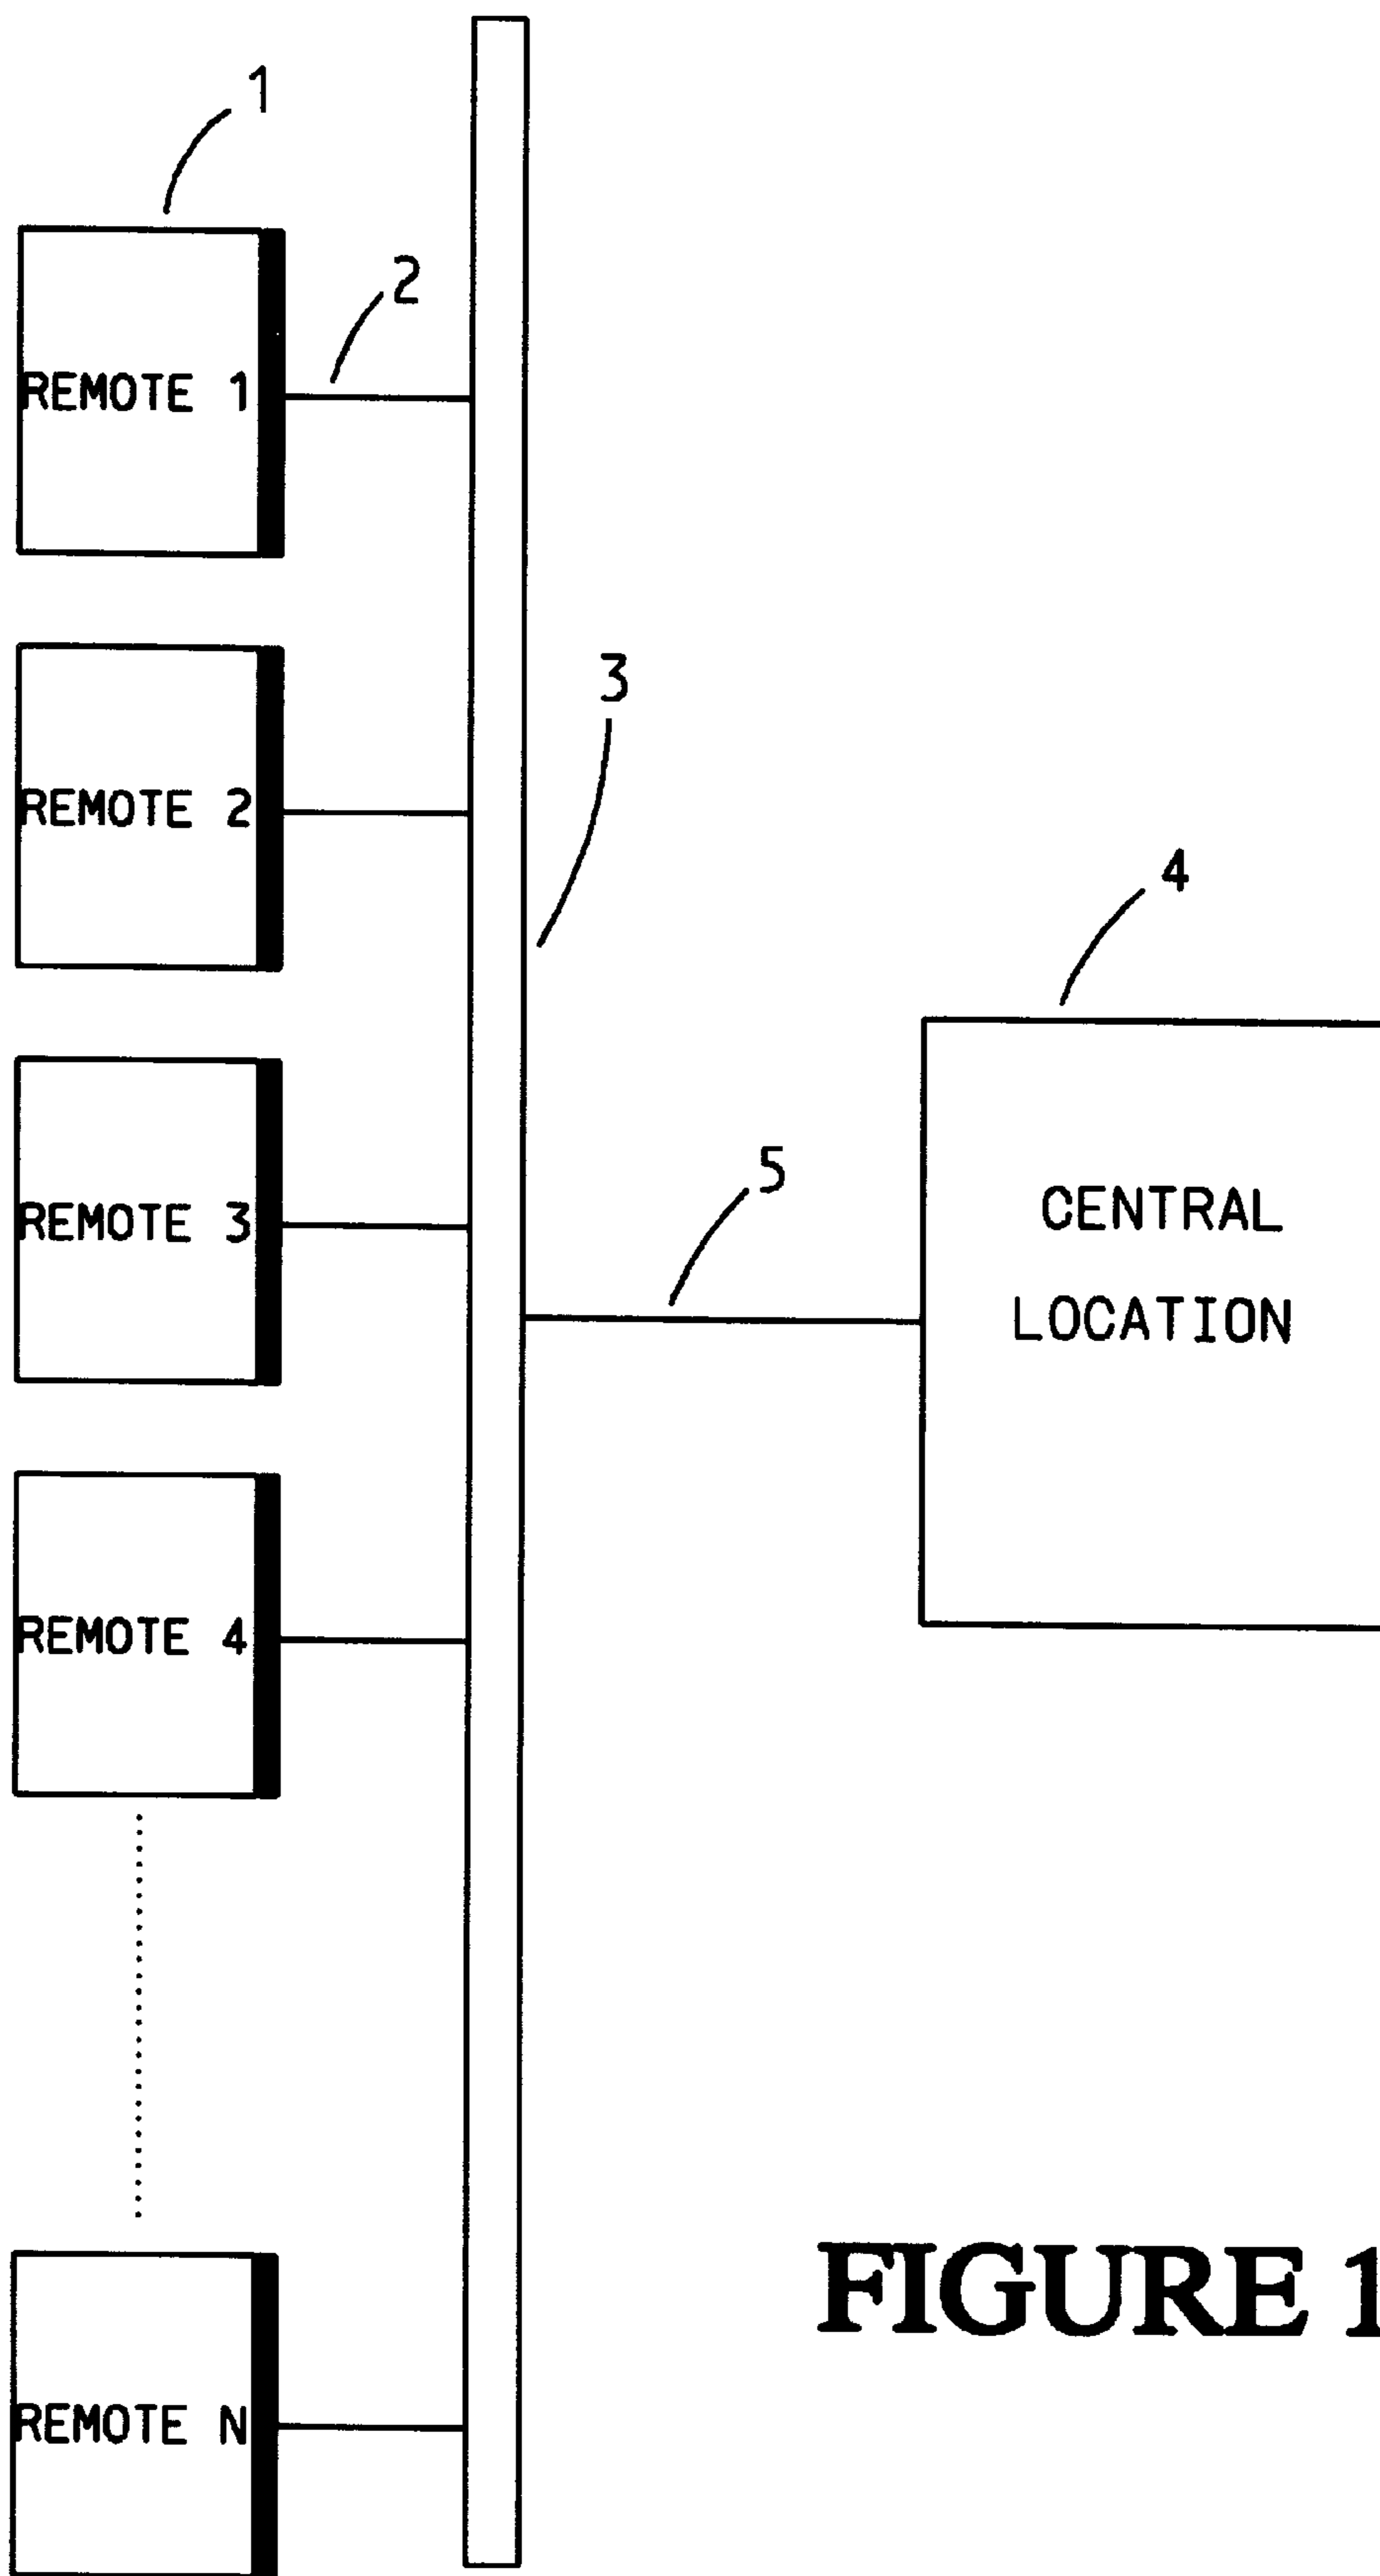 1
2
REMOTE 1
3
REMOTE 2
4
5
REMOTE 3
CENTRAL
LOCATION
REMOTE 4
FIGURE 1
REMOTE N